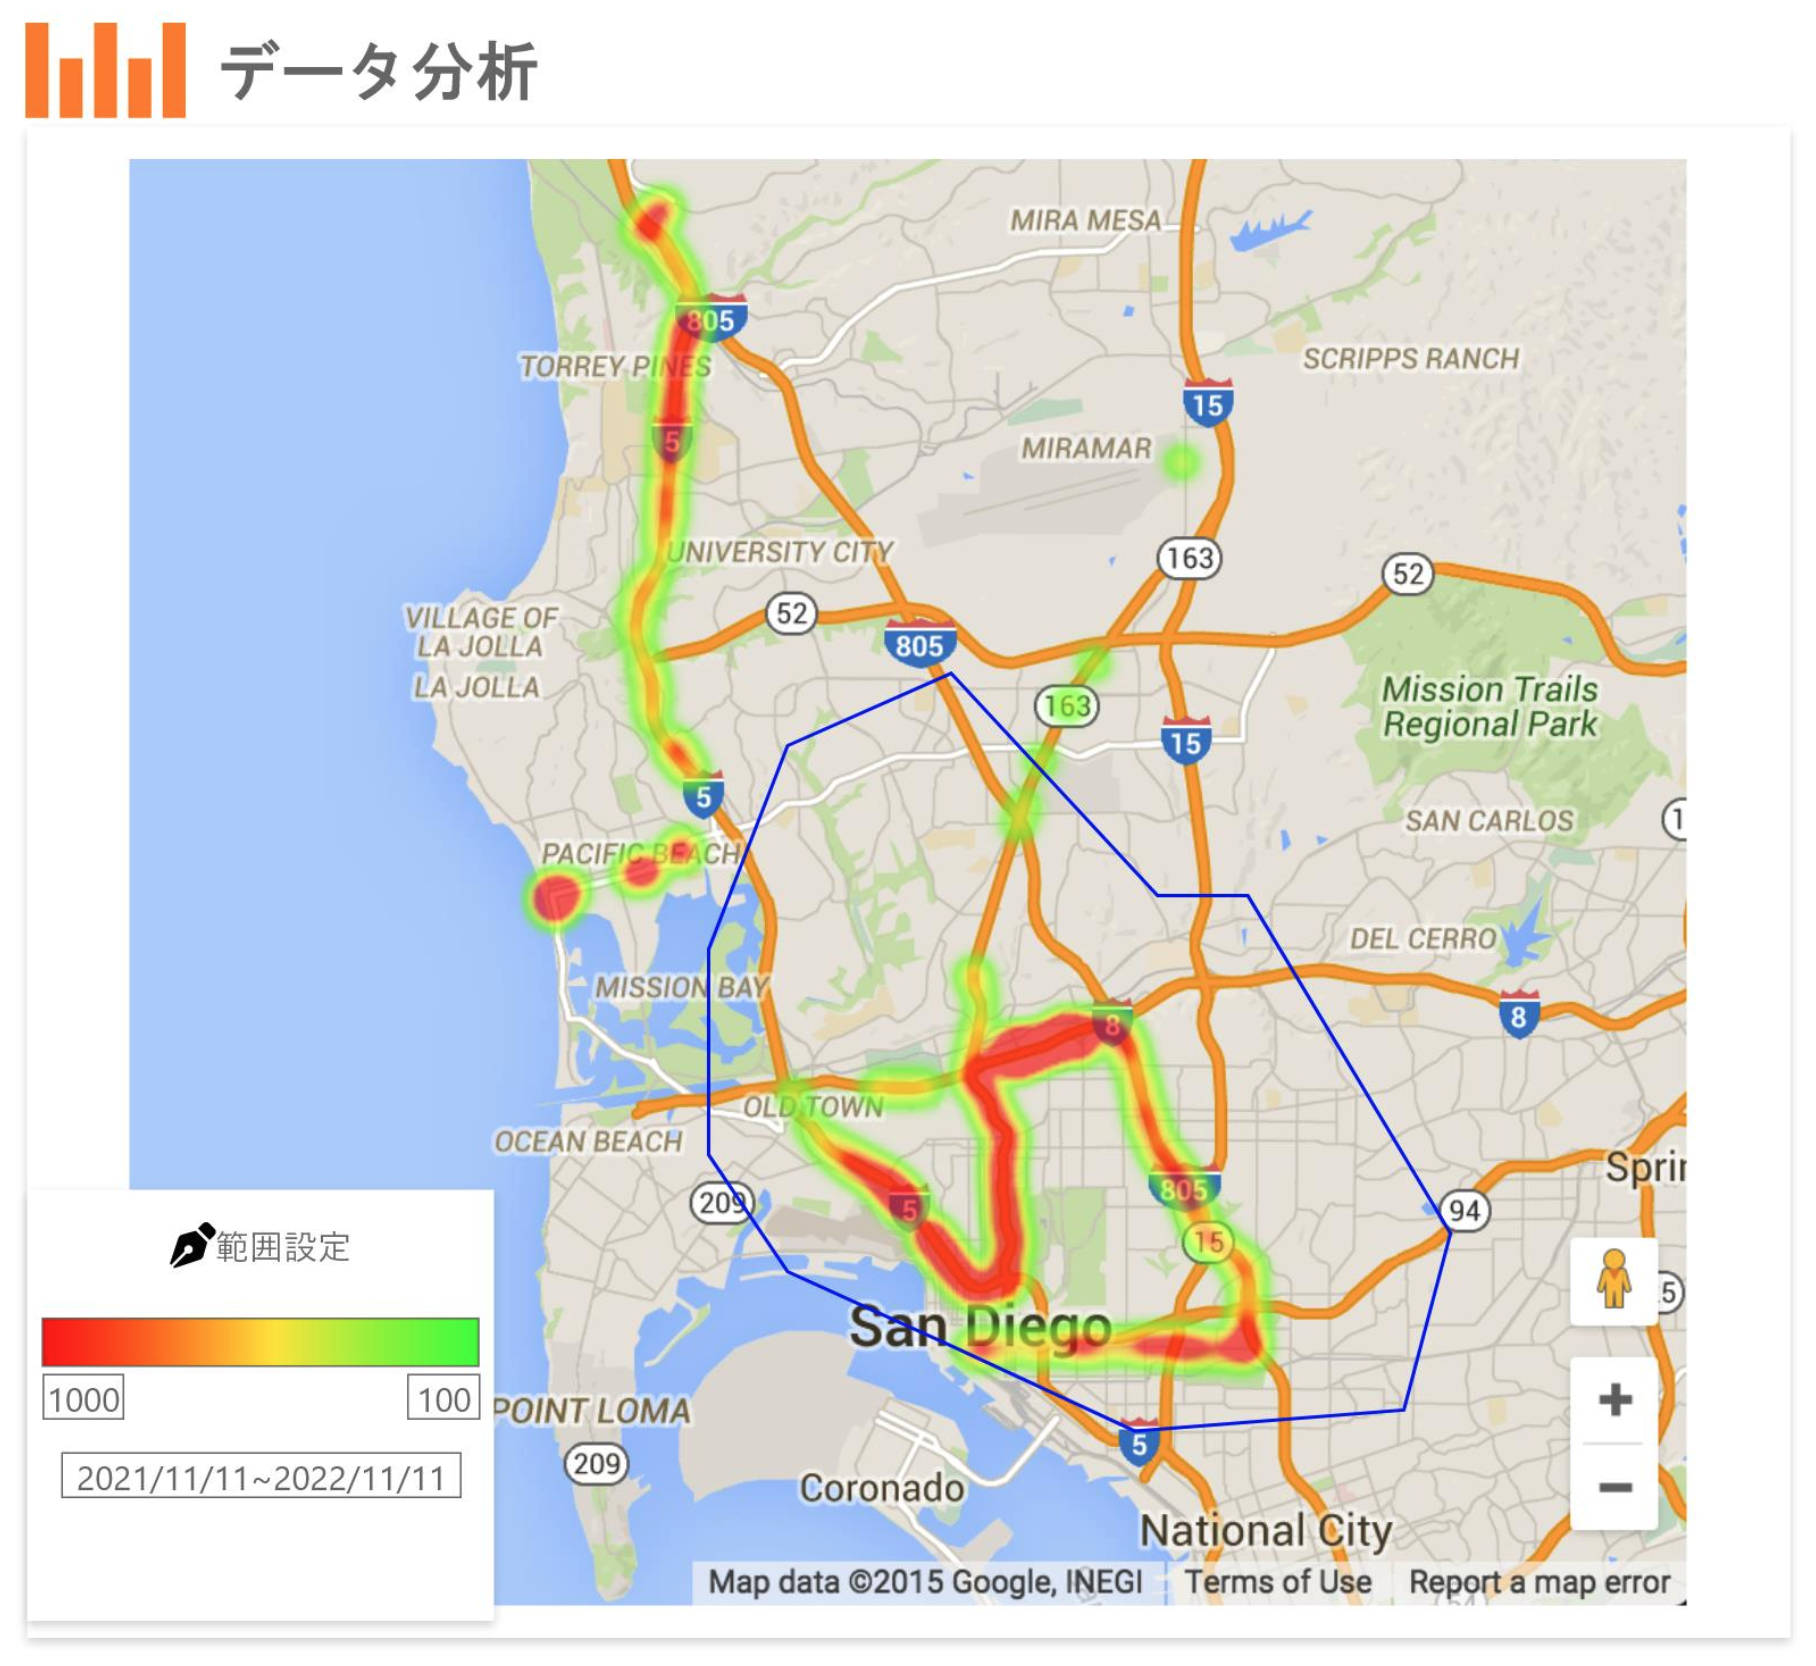 データ分析
MIRA MESA
805
TORREY PINES
SCRIPPS RANCH
15
5
MIRAMAR
UNIVERSITY CITY
163
52
52
VILLAGE OF
LA JOLLA
805
LA JOLLA
Mission Trails
Regional Park
163
15
5
SAN CARLOS
PACIFIC BEACH
DEL CERRO
MISSION BAY
8
8
OLD TOWN
OCEAN BEACH
805
209
5
94
15
範囲設定
San Diego
1000
100
POINT LOMA
5
209
2021/11/11~2022/11/11
Coronado
National City
Map data ©2015 Google, INEGI
Terms of Use
Report a map error